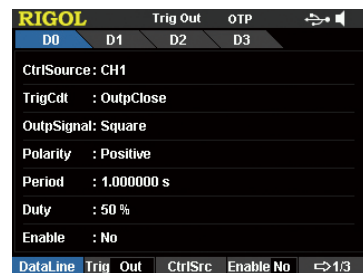 RIGOL Trig Out OTP
D0 D1 D2 D3
CtrlSource: CH1
TrigCdt : OutpClose
OutpSignal: Square
Polarity : Positive
Period : 1.000000 s
Duty : 50 %
Enable : No
DataLine Trig Out CtrlSrc Enable No ⇨1/3